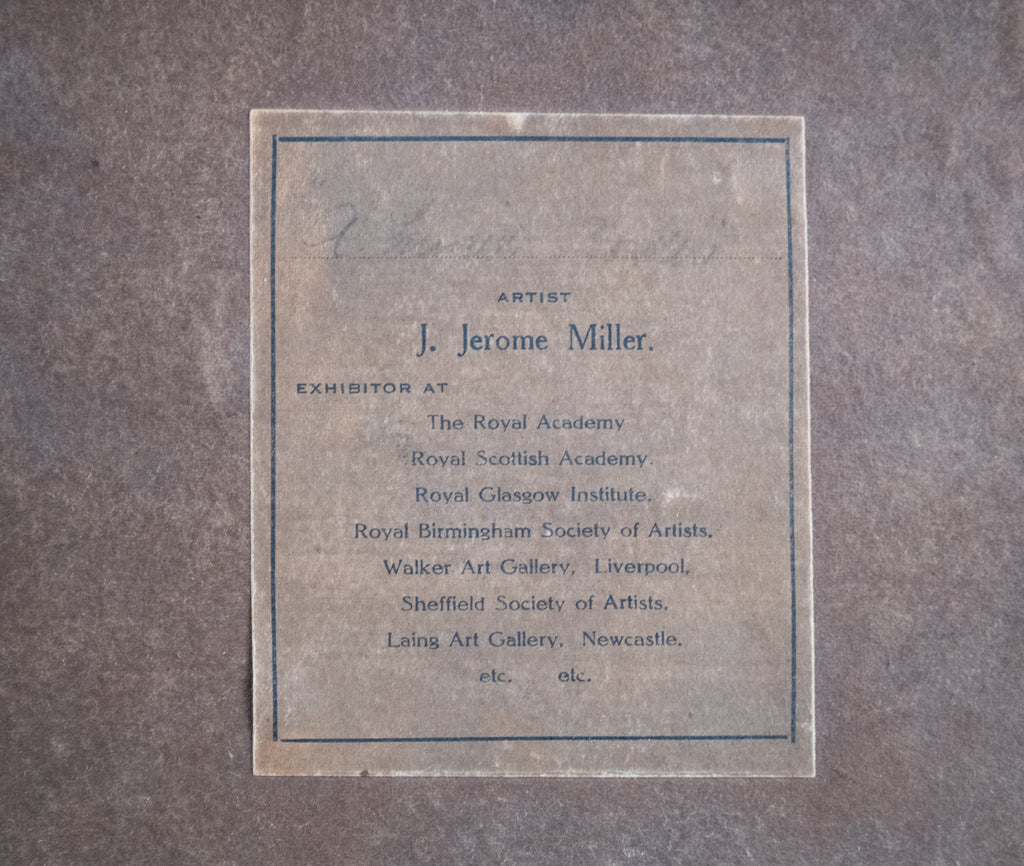 ARTIST
J. Jerome Miller.
EXHIBITOR AT
The Royal Academy
Royal Scottish Academy.
Royal Glasgow Institute.
Royal Birmingham Society of Artists.
Walker Art Gallery, Liverpool,
Sheffield Society of Artists.
Laing Art Gallery, Newcastle.
etc. etc.